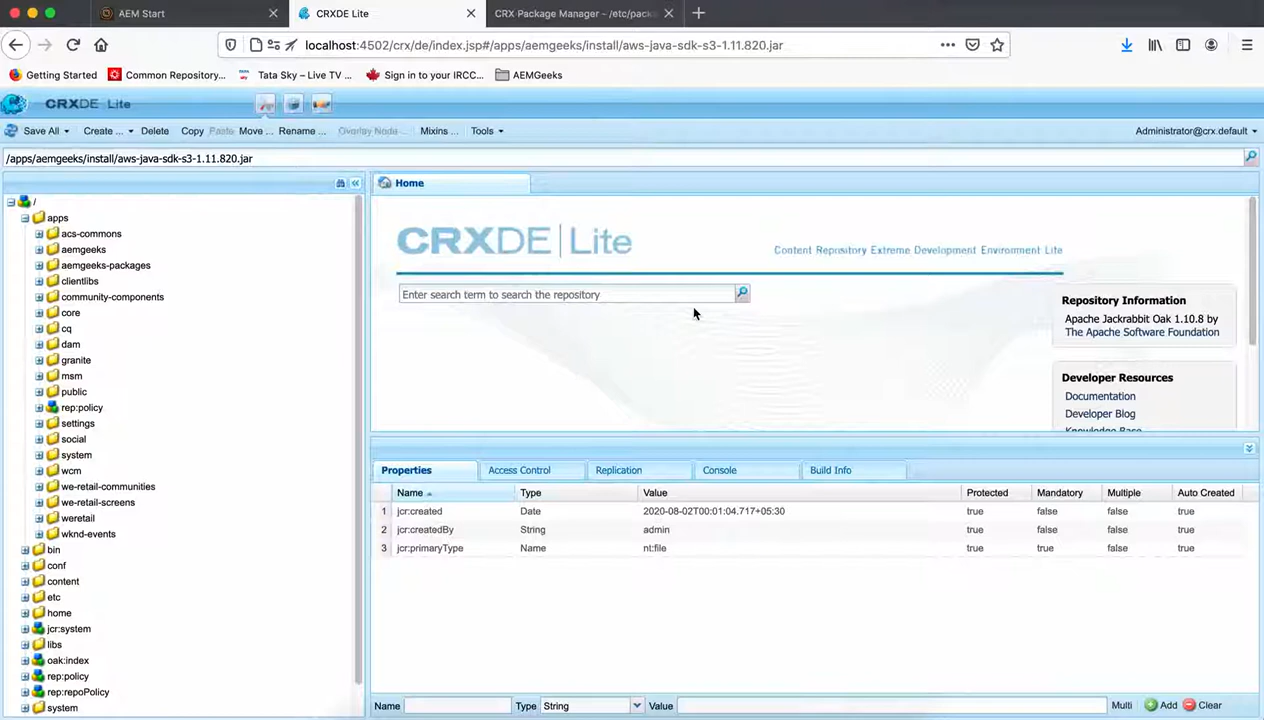 AEM Start
CRXDE Lite
CRX Package Manager - /etc/pack
localhost:4502/crx/de/index.jsp#/apps/aemgeeks/install/aws-java-sdk-s3-1.11.820.jar
Getting Started
Common Repository...
Tata Sky – Live TV ...
Sign in to your IRCC...
AEMGeeks
CRXDE Lite
Save All
Create ...
Delete
Copy
Paste
Move ...
Rename ...
Overlay Node...
Mixins ...
Tools
Administrator@crx.default
/apps/aemgeeks/install/aws-java-sdk-s3-1.11.820.jar
/
apps
acs-commons
aemgeeks
aemgeeks-packages
clientlibs
community-components
core
cq
dam
granite
msm
public
rep:policy
settings
social
system
wcm
we-retail-communities
we-retail-screens
weretail
wknd-events
bin
conf
content
etc
home
jcr:system
libs
oak:index
rep:policy
rep:repoPolicy
system
Home
CRXDE Lite
Content Repository Extreme Development Environment Lite
Enter search term to search the repository
Repository Information
Apache Jackrabbit Oak 1.10.8 by
The Apache Software Foundation
Developer Resources
Documentation
Developer Blog
Knowledge Base
Properties
Access Control
Replication
Console
Build Info
Name Type Value Protected Mandatory Multiple Auto Created
1 jcr:created Date 2020-08-02T00:01:04.717+05:30 true false false true
2 jcr:createdBy String admin true false false true
3 jcr:primaryType Name nt:file true true false true
Name Type String Value Multi Add Clear